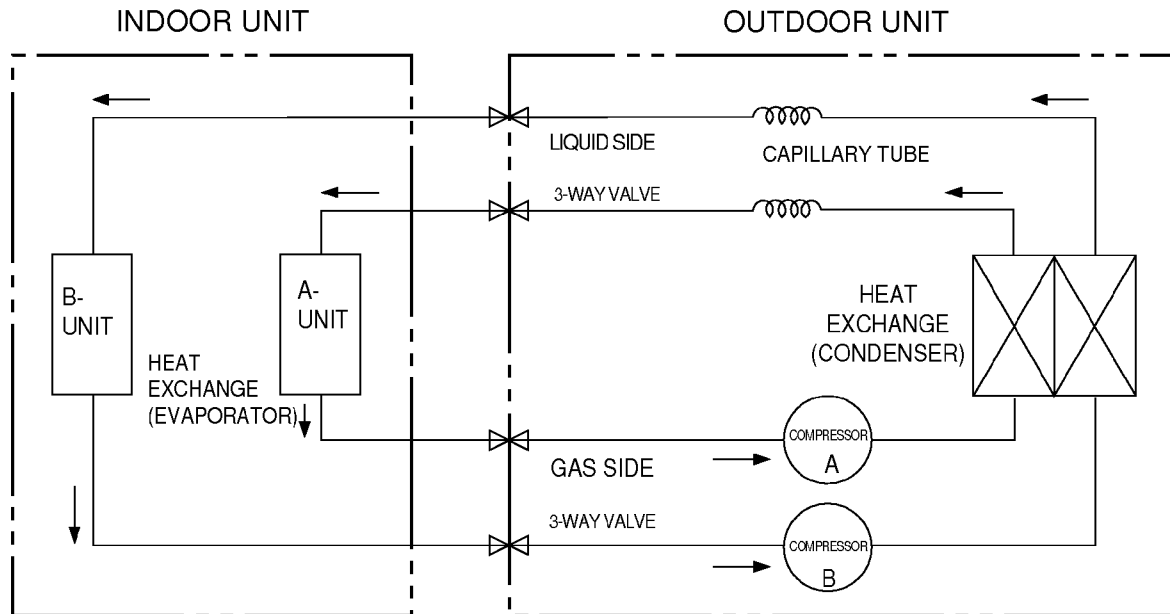 INDOOR UNIT
OUTDOOR UNIT
LIQUID SIDE
CAPILLARY TUBE
3-WAY VALVE
B-
UNIT
A-
UNIT
HEAT
EXCHANGE
(CONDENSER)
HEAT
EXCHANGE
(EVAPORATOR)
COMPRESSOR
A
GAS SIDE
3-WAY VALVE
COMPRESSOR
B